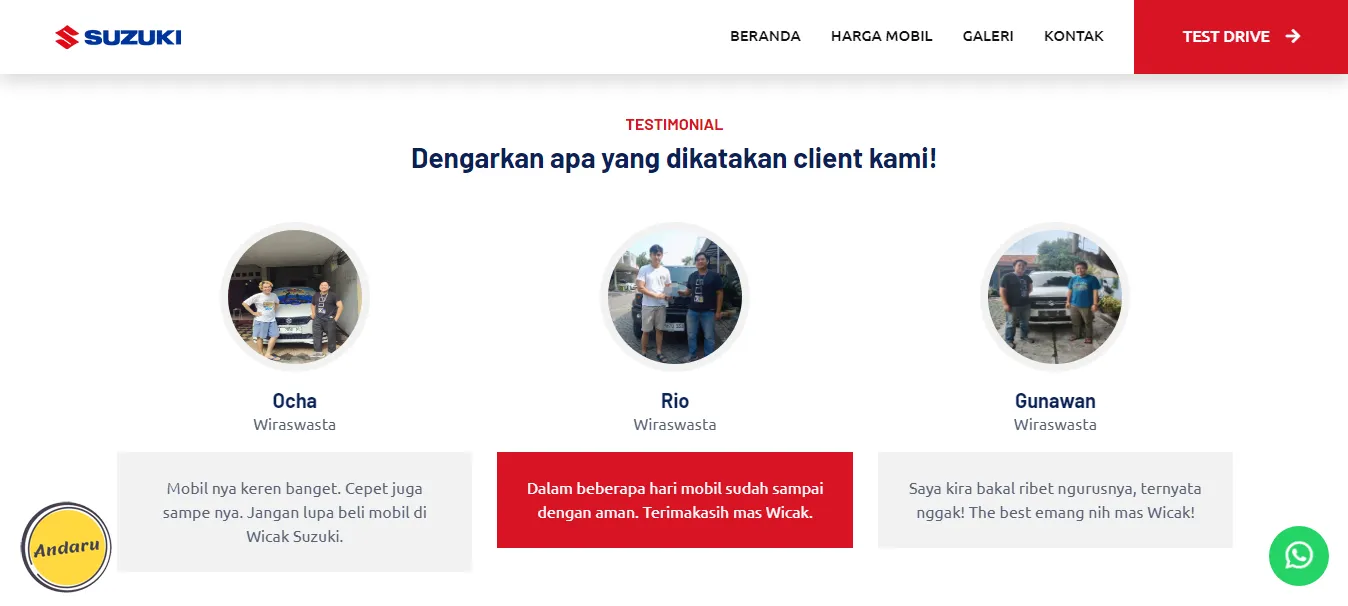 SUZUKI
BERANDA
HARGA MOBIL
GALERI
KONTAK
TEST DRIVE
TESTIMONIAL
Dengarkan apa yang dikatakan client kami!
Ocha
Wiraswasta
Mobil nya keren banget. Cepet juga
sampe nya. Jangan lupa beli mobil di
Wicak Suzuki.
Rio
Wiraswasta
Dalam beberapa hari mobil sudah sampai
dengan aman. Terimakasih mas Wicak.
Gunawan
Wiraswasta
Saya kira bakal ribet ngurusnya, ternyata
nggak! The best emang nih mas Wicak!
Andaru